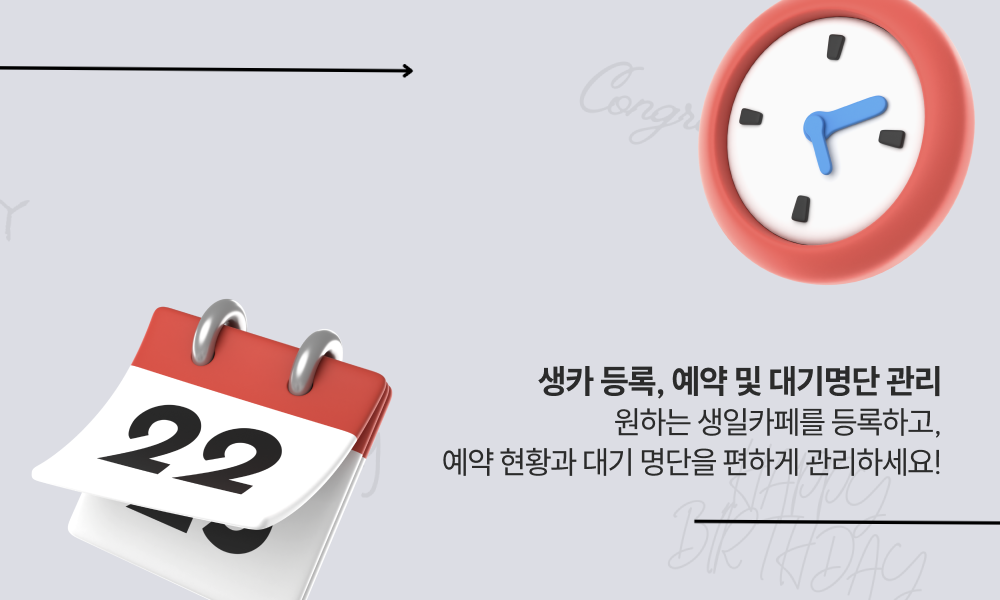 Congr
Y
22
생카 등록, 예약 및 대기명단 관리
원하는 생일카페를 등록하고,
예약 현황과 대기 명단을 편하게 관리하세요!
HAPPY
BIRTHDAY